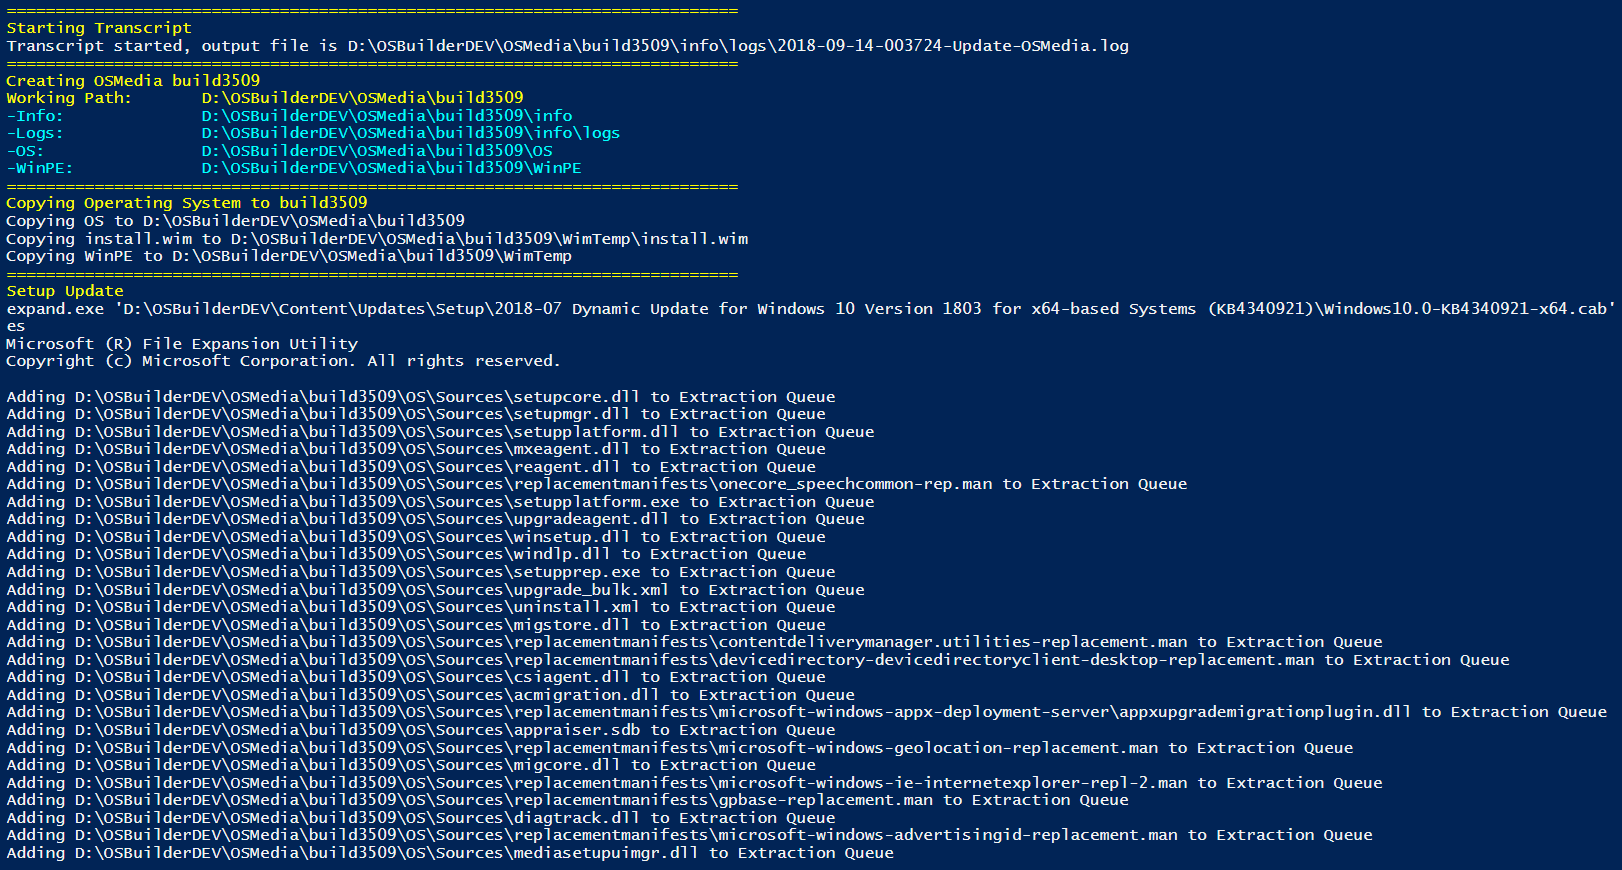 ===========================================================================
Starting Transcript
Transcript started, output file is D:\OSBuilderDEV\OSMedia\build3509\info\logs\2018-09-14-003724-Update-OSMedia.log
===========================================================================
Creating OSMedia build3509
Working Path:       D:\OSBuilderDEV\OSMedia\build3509
-Info:              D:\OSBuilderDEV\OSMedia\build3509\info
-Logs:              D:\OSBuilderDEV\OSMedia\build3509\info\logs
-OS:                D:\OSBuilderDEV\OSMedia\build3509\OS
-WinPE:             D:\OSBuilderDEV\OSMedia\build3509\WinPE
===========================================================================
Copying Operating System to build3509
Copying OS to D:\OSBuilderDEV\OSMedia\build3509
Copying install.wim to D:\OSBuilderDEV\OSMedia\build3509\WimTemp\install.wim
Copying WinPE to D:\OSBuilderDEV\OSMedia\build3509\WimTemp
===========================================================================
Setup Update
expand.exe 'D:\OSBuilderDEV\Content\Updates\Setup\2018-07 Dynamic Update for Windows 10 Version 1803 for x64-based Systems (KB4340921)\Windows10.0-KB4340921-x64.cab'
es
Microsoft (R) File Expansion Utility
Copyright (c) Microsoft Corporation. All rights reserved.

Adding D:\OSBuilderDEV\OSMedia\build3509\OS\Sources\setupcore.dll to Extraction Queue
Adding D:\OSBuilderDEV\OSMedia\build3509\OS\Sources\setupmgr.dll to Extraction Queue
Adding D:\OSBuilderDEV\OSMedia\build3509\OS\Sources\setupplatform.dll to Extraction Queue
Adding D:\OSBuilderDEV\OSMedia\build3509\OS\Sources\mxeagent.dll to Extraction Queue
Adding D:\OSBuilderDEV\OSMedia\build3509\OS\Sources\reagent.dll to Extraction Queue
Adding D:\OSBuilderDEV\OSMedia\build3509\OS\Sources\replacementmanifests\onecore_speechcommon-rep.man to Extraction Queue
Adding D:\OSBuilderDEV\OSMedia\build3509\OS\Sources\setupplatform.exe to Extraction Queue
Adding D:\OSBuilderDEV\OSMedia\build3509\OS\Sources\upgradeagent.dll to Extraction Queue
Adding D:\OSBuilderDEV\OSMedia\build3509\OS\Sources\winsetup.dll to Extraction Queue
Adding D:\OSBuilderDEV\OSMedia\build3509\OS\Sources\windlp.dll to Extraction Queue
Adding D:\OSBuilderDEV\OSMedia\build3509\OS\Sources\setupprep.exe to Extraction Queue
Adding D:\OSBuilderDEV\OSMedia\build3509\OS\Sources\upgrade_bulk.xml to Extraction Queue
Adding D:\OSBuilderDEV\OSMedia\build3509\OS\Sources\uninstall.xml to Extraction Queue
Adding D:\OSBuilderDEV\OSMedia\build3509\OS\Sources\migstore.dll to Extraction Queue
Adding D:\OSBuilderDEV\OSMedia\build3509\OS\Sources\replacementmanifests\contentdeliverymanager.utilities-replacement.man to Extraction Queue
Adding D:\OSBuilderDEV\OSMedia\build3509\OS\Sources\replacementmanifests\devicedirectory-devicedirectoryclient-desktop-replacement.man to Extraction Queue
Adding D:\OSBuilderDEV\OSMedia\build3509\OS\Sources\csiagent.dll to Extraction Queue
Adding D:\OSBuilderDEV\OSMedia\build3509\OS\Sources\acmigration.dll to Extraction Queue
Adding D:\OSBuilderDEV\OSMedia\build3509\OS\Sources\replacementmanifests\microsoft-windows-appx-deployment-server\appxupgrademigrationplugin.dll to Extraction Queue
Adding D:\OSBuilderDEV\OSMedia\build3509\OS\Sources\appraiser.sdb to Extraction Queue
Adding D:\OSBuilderDEV\OSMedia\build3509\OS\Sources\replacementmanifests\microsoft-windows-geolocation-replacement.man to Extraction Queue
Adding D:\OSBuilderDEV\OSMedia\build3509\OS\Sources\migcore.dll to Extraction Queue
Adding D:\OSBuilderDEV\OSMedia\build3509\OS\Sources\replacementmanifests\microsoft-windows-ie-internetexplorer-repl-2.man to Extraction Queue
Adding D:\OSBuilderDEV\OSMedia\build3509\OS\Sources\replacementmanifests\gpbase-replacement.man to Extraction Queue
Adding D:\OSBuilderDEV\OSMedia\build3509\OS\Sources\diagtrack.dll to Extraction Queue
Adding D:\OSBuilderDEV\OSMedia\build3509\OS\Sources\replacementmanifests\microsoft-windows-advertisingid-replacement.man to Extraction Queue
Adding D:\OSBuilderDEV\OSMedia\build3509\OS\Sources\mediasetupuimgr.dll to Extraction Queue